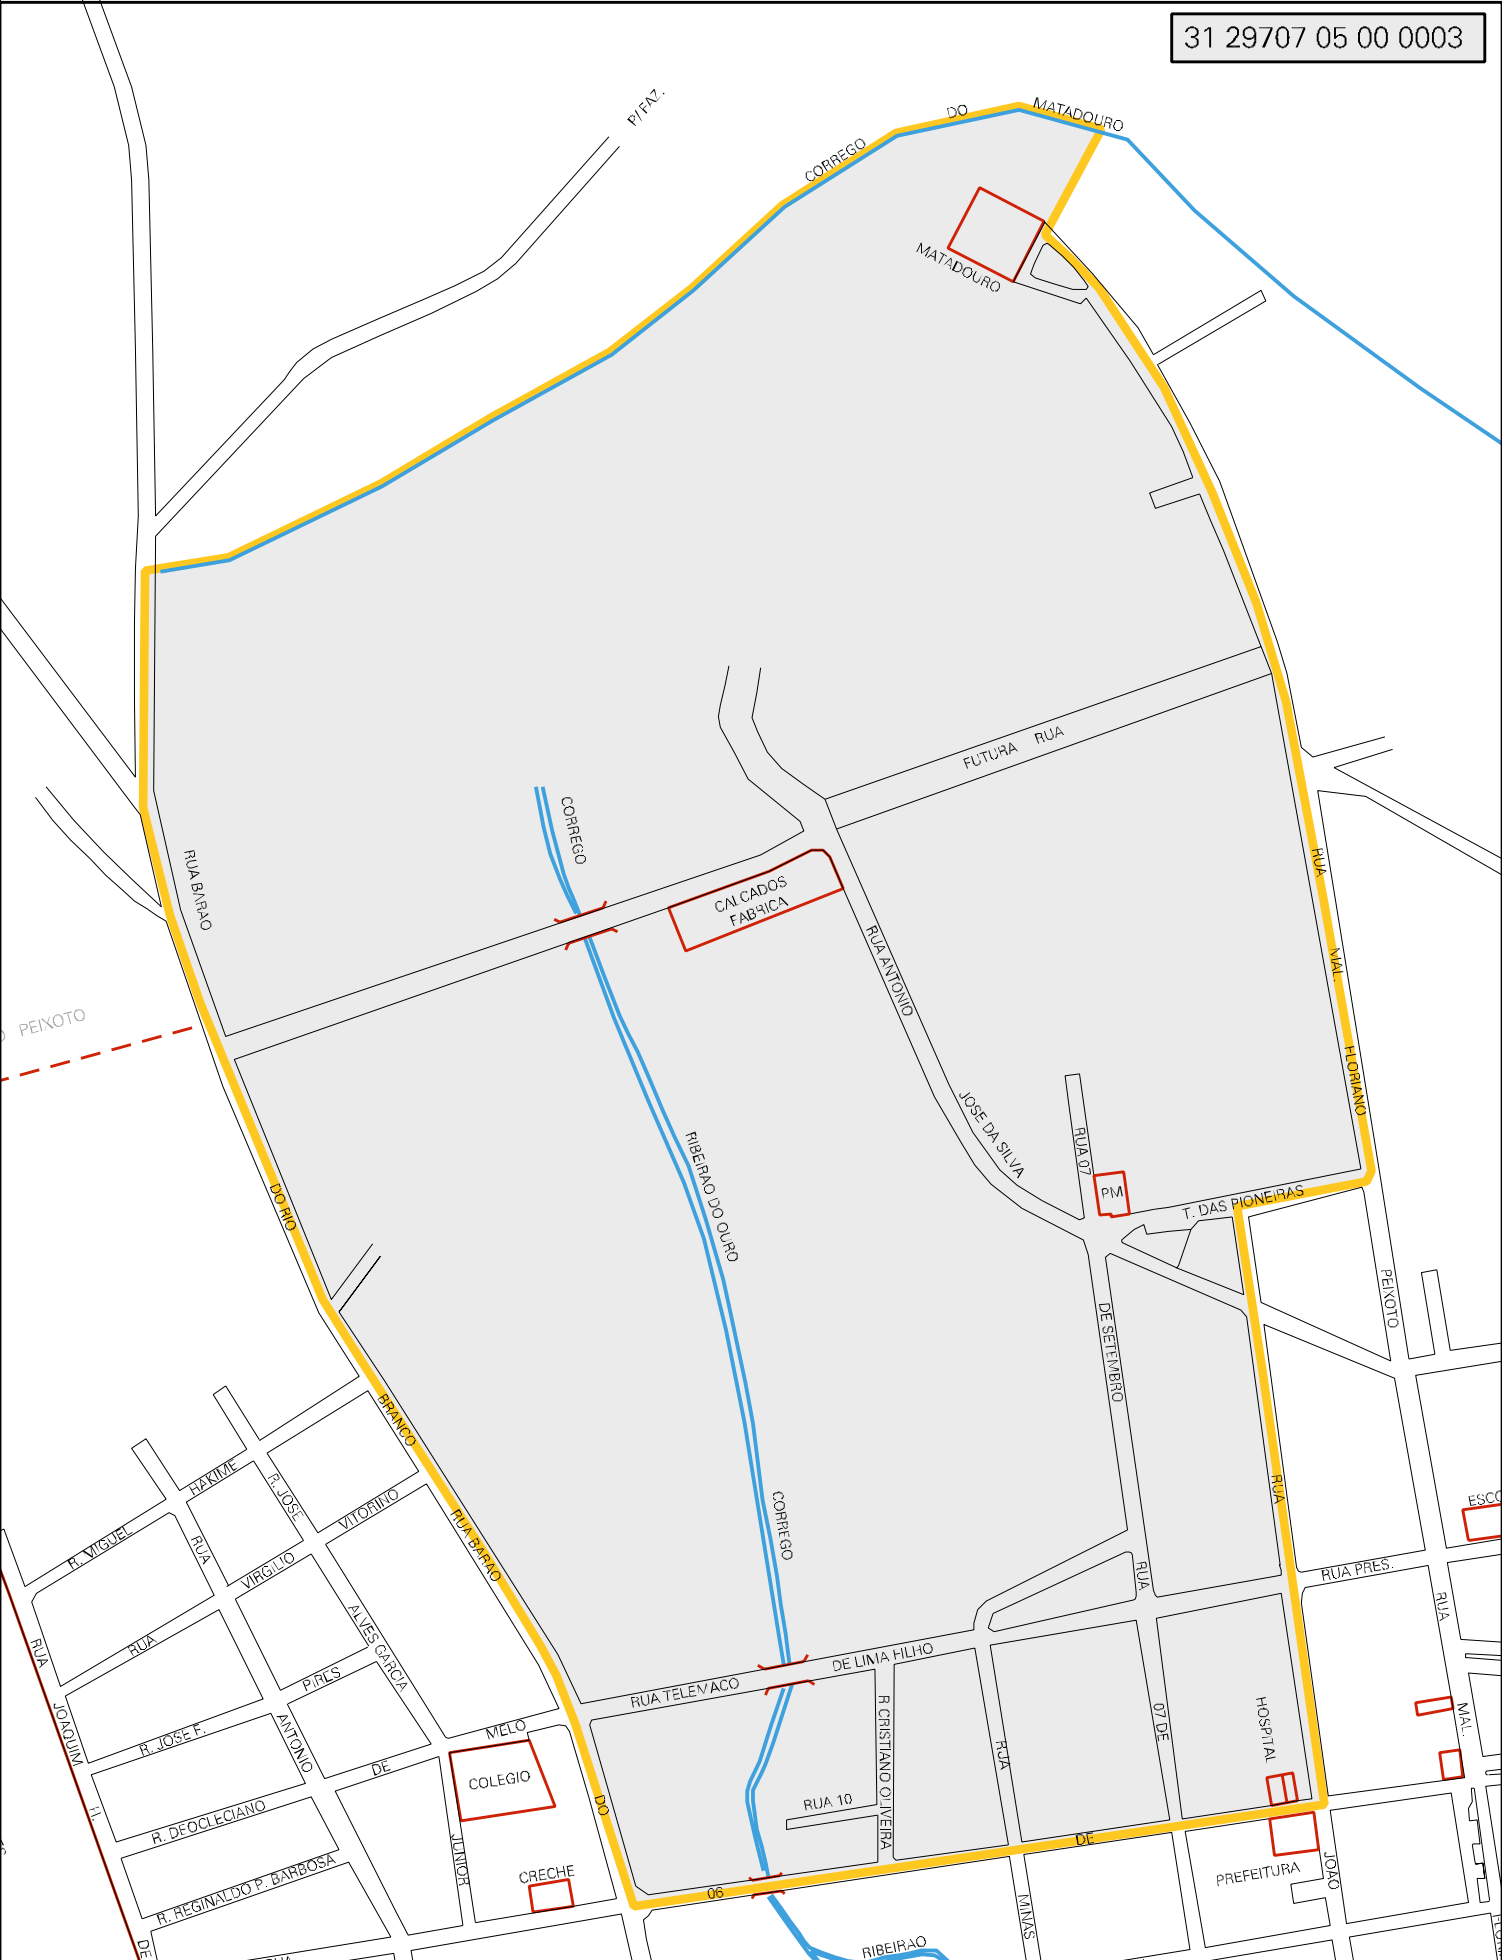 31 29707 05 00 0003
P/FAZ.
CORREGO
DO
MATADOURO
MATADOURO
FUTURA RUA
CORREGO
CALCADOS
FABRICA
RUA BARAO
RUA ANTONIO
RUA
MAL.
FLORIANO
PEIXOTO
JOSE DA SILVA
RUA 07
PM
T. DAS PIONEIRAS
RIBEIRAO DO OURO
DO RIO
PEIXOTO
DE SETEMBRO
BRANCO
HAKIME
R. JOSE
VITORINO
R. MIGUEL
RUA
VIRGILIO
RUA BARAO
CORREGO
RUA
ESCO
RUA PRES.
RUA
RUA
RUA
RUA
ALVES GARCIA
PIRES
DE LIMA FILHO
RUA TELEMACO
JOAQUIM
R. JOSE F.
ANTONIO
MELO
DE
COLEGIO
R CRISTIANO OLIVEIRA
RUA
07 DE
HOSPITAL
MAL.
RUA 10
DO
R. DEOCLECIANO
H.
JUNIOR
DE
R. REGINALDO P. BARBOSA
CRECHE
06
PREFEITURA
JOAO
MINAS
DE
RIBEIRAO